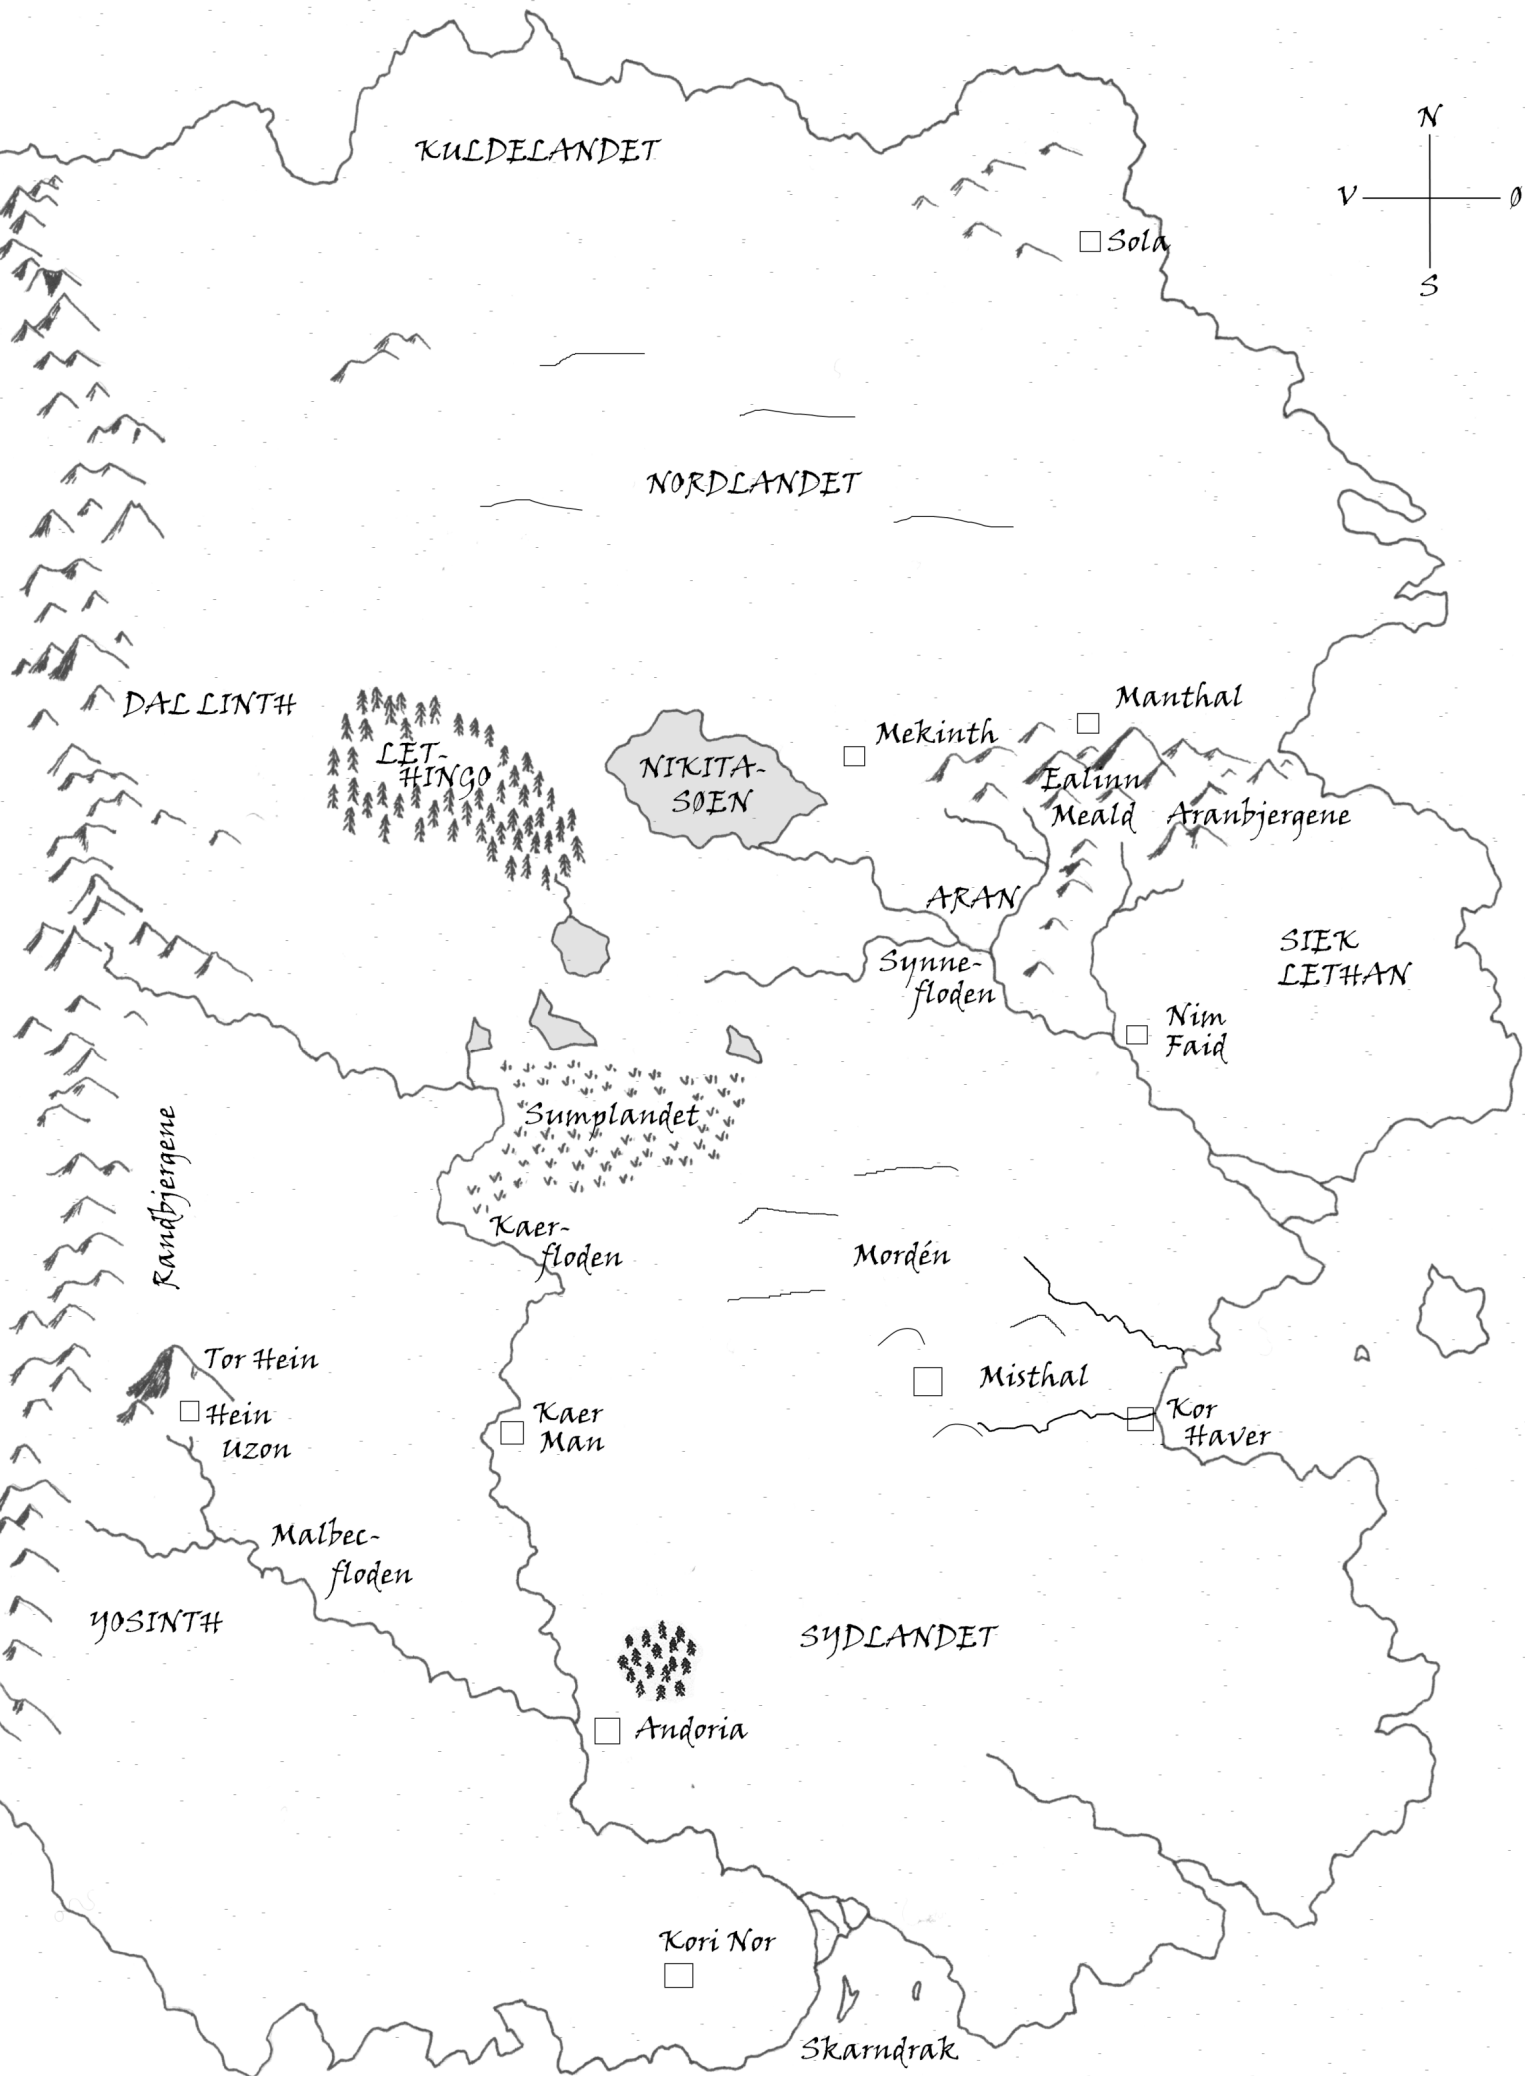 N
KULDELANDET
V
Ø
Sola
S
NORDLANDET
Manthal
DAL LINTH
Mekinth
LET-
HINGO
NIKITA-
SØEN
Ealinn
Meald
Aranbjergene
ARAN
SIEK
LETHAN
Synne-
floden
Nim
Faid
Sumplandet
Randbjergene
Kaer-
floden
Mordén
Tor Hein
Misthal
Hein
Uzon
Kaer
Man
Kor
Haver
Malbec-
floden
YOSINTH
SYDLANDET
Andoria
Kori Nor
Skarndrak